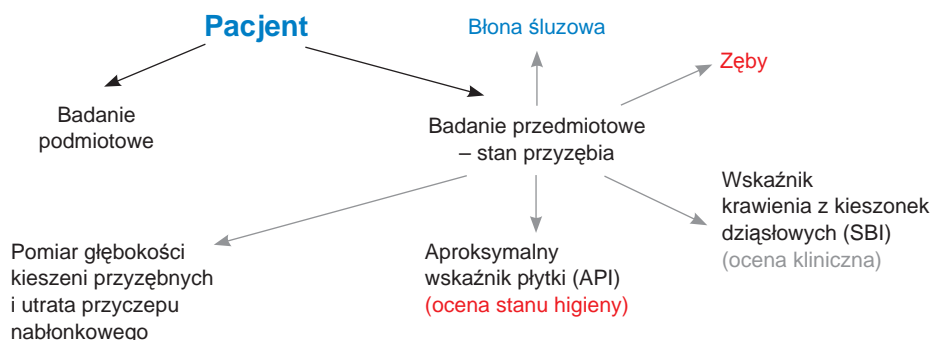 Pacjent
Błona śluzowa
Zęby
Badanie
podmiotowe
Badanie przedmiotowe
– stan przyzębia
Wskaźnik
krawienia z kieszonek
dziąsłowych (SBI)
(ocena kliniczna)
Pomiar głębokości
kieszeni przyzębnych
i utrata przyczepu
nabłonkowego
Aproksymalny
wskaźnik płytki (API)
(ocena stanu higieny)